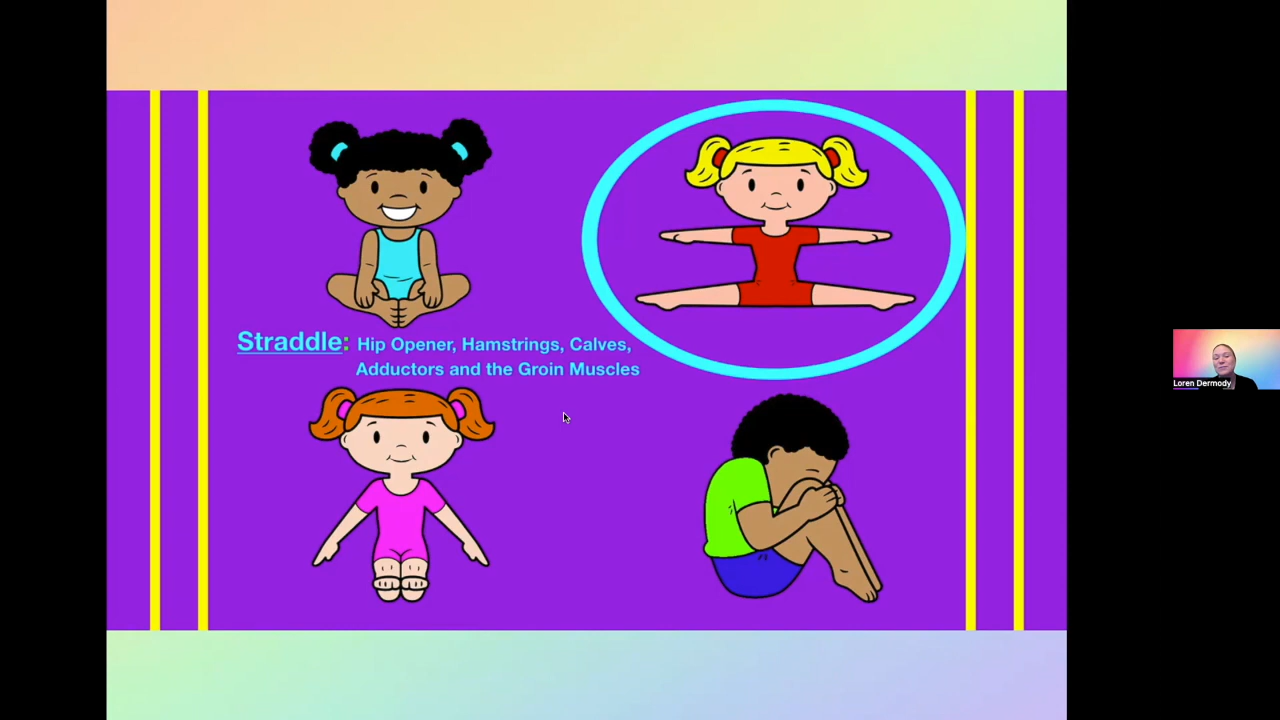 Straddle: Hip Opener, Hamstrings, Calves,
Adductors and the Groin Muscles
Loren Dermody